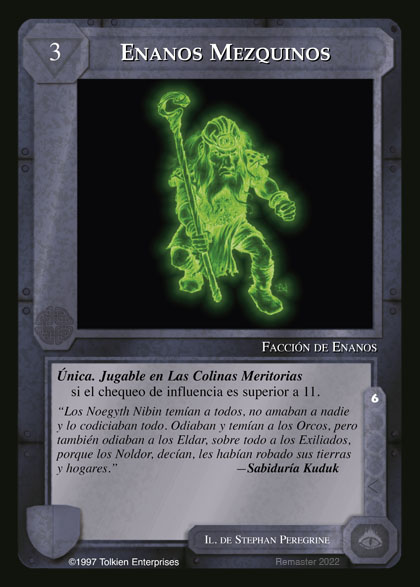 3
Enanos Mezquinos
Facción de Enanos
Única. Jugable en Las Colinas Meritorias
si el chequeo de influencia es superior a 11.
6
“Los Noegyth Nibin temían a todos, no amaban a nadie
y lo codiciaban todo. Odiaban y temían a los Orcos, pero
también odiaban a los Eldar, sobre todo a los Exiliados,
porque los Noldor, decían, les habían robado sus tierras
y hogares.” —Sabiduría Kuduk
Il. de Stephan Peregrine
©1997 Tolkien Enterprises
Remaster 2022